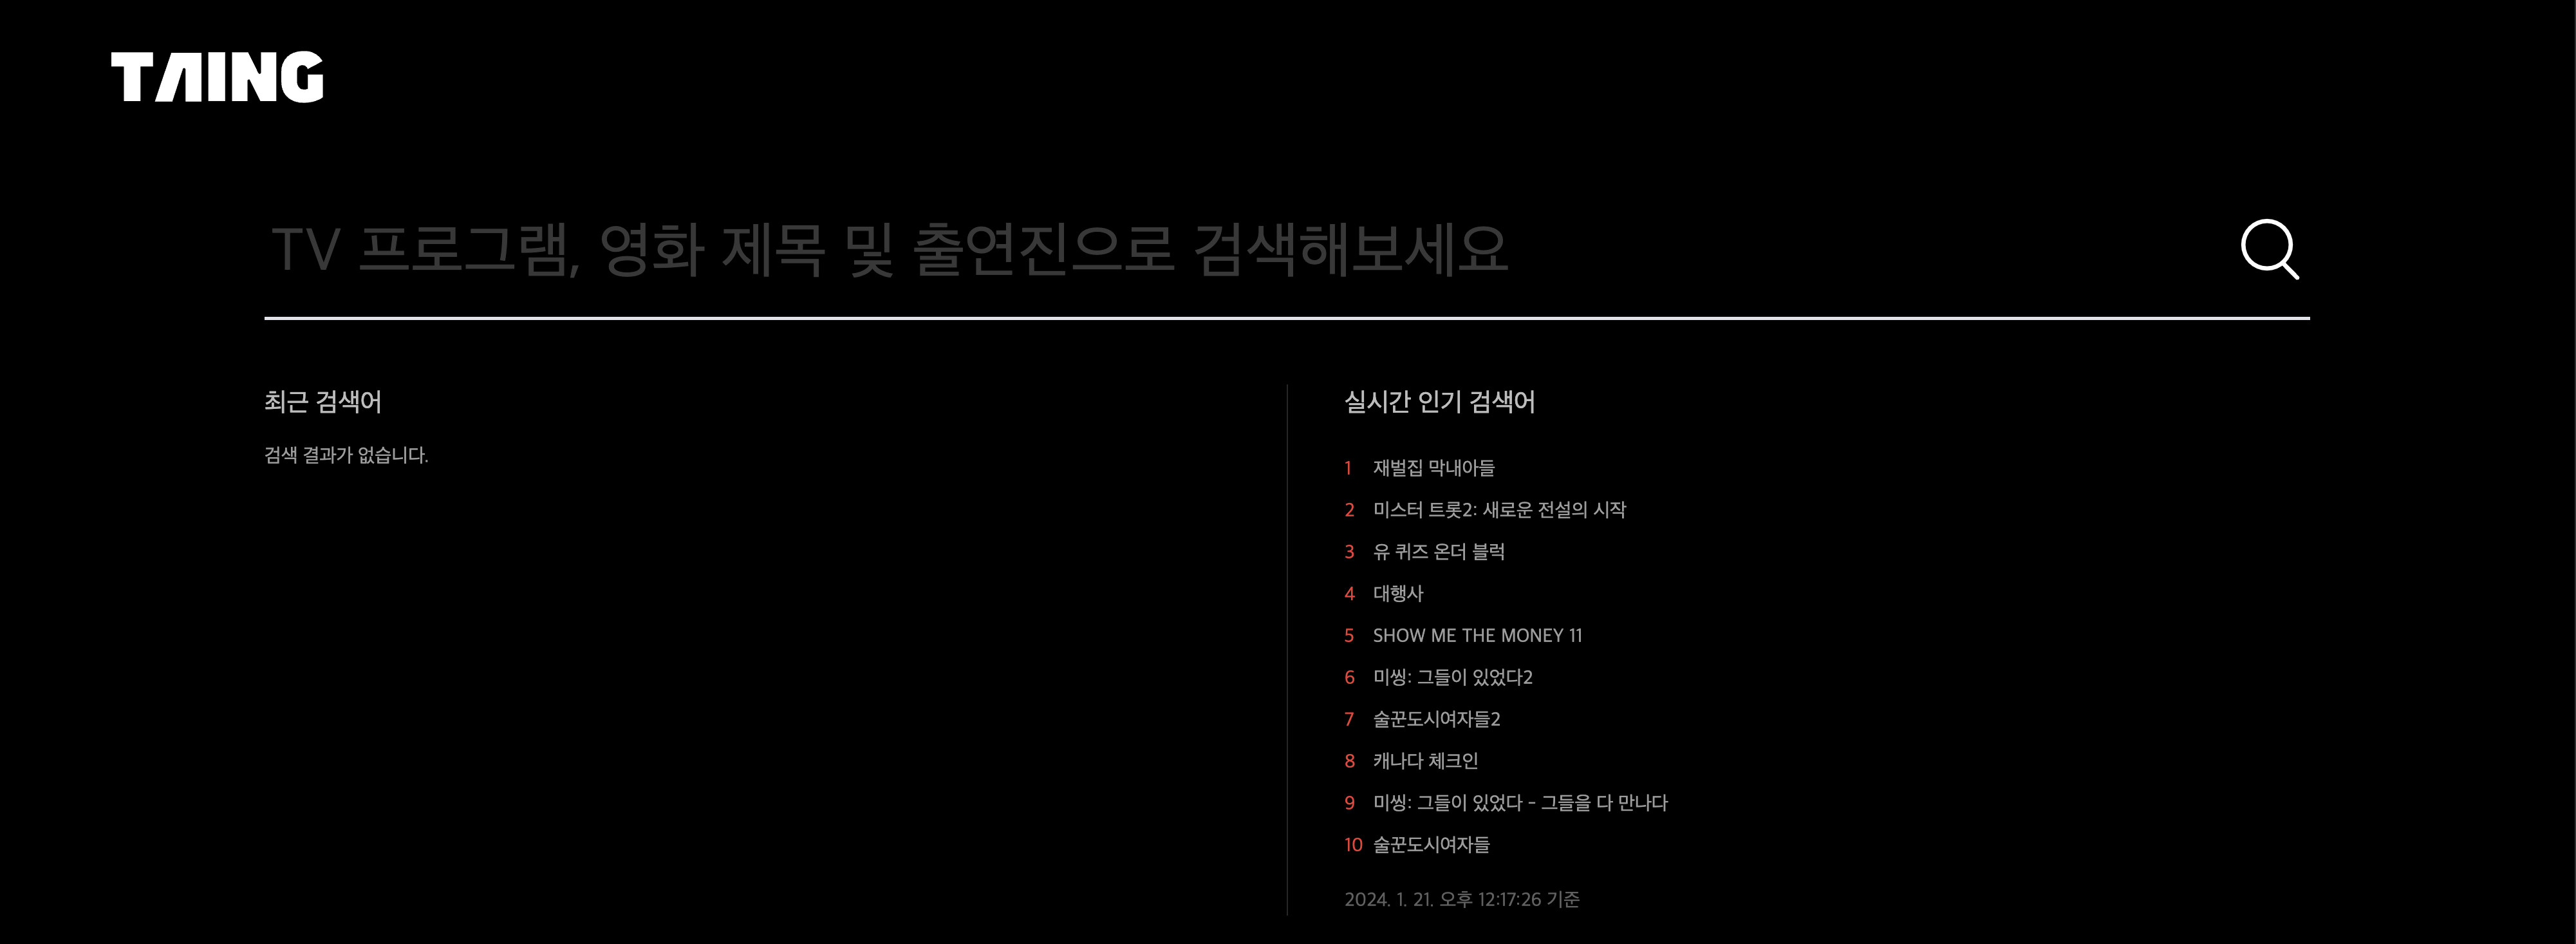 TAING
TV 프로그램, 영화 제목 및 출연진으로 검색해보세요
최근 검색어
검색 결과가 없습니다.
실시간 인기 검색어
1 재벌집 막내아들
2 미스터 트롯2: 새로운 전설의 시작
3 유 퀴즈 온더 블럭
4 대행사
5 SHOW ME THE MONEY 11
6 미씽: 그들이 있었다2
7 술꾼도시여자들2
8 캐나다 체크인
9 미씽: 그들이 있었다 - 그들을 다 만나다
10 술꾼도시여자들
2024. 1. 21. 오후 12:17:26 기준